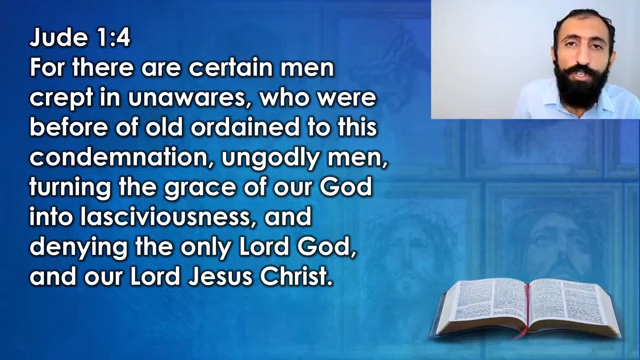 Jude 1:4
For there are certain men
crept in unawares, who were
before of old ordained to this
condemnation, ungodly men,
turning the grace of our God
into lasciviousness, and
denying the only Lord God,
and our Lord Jesus Christ.